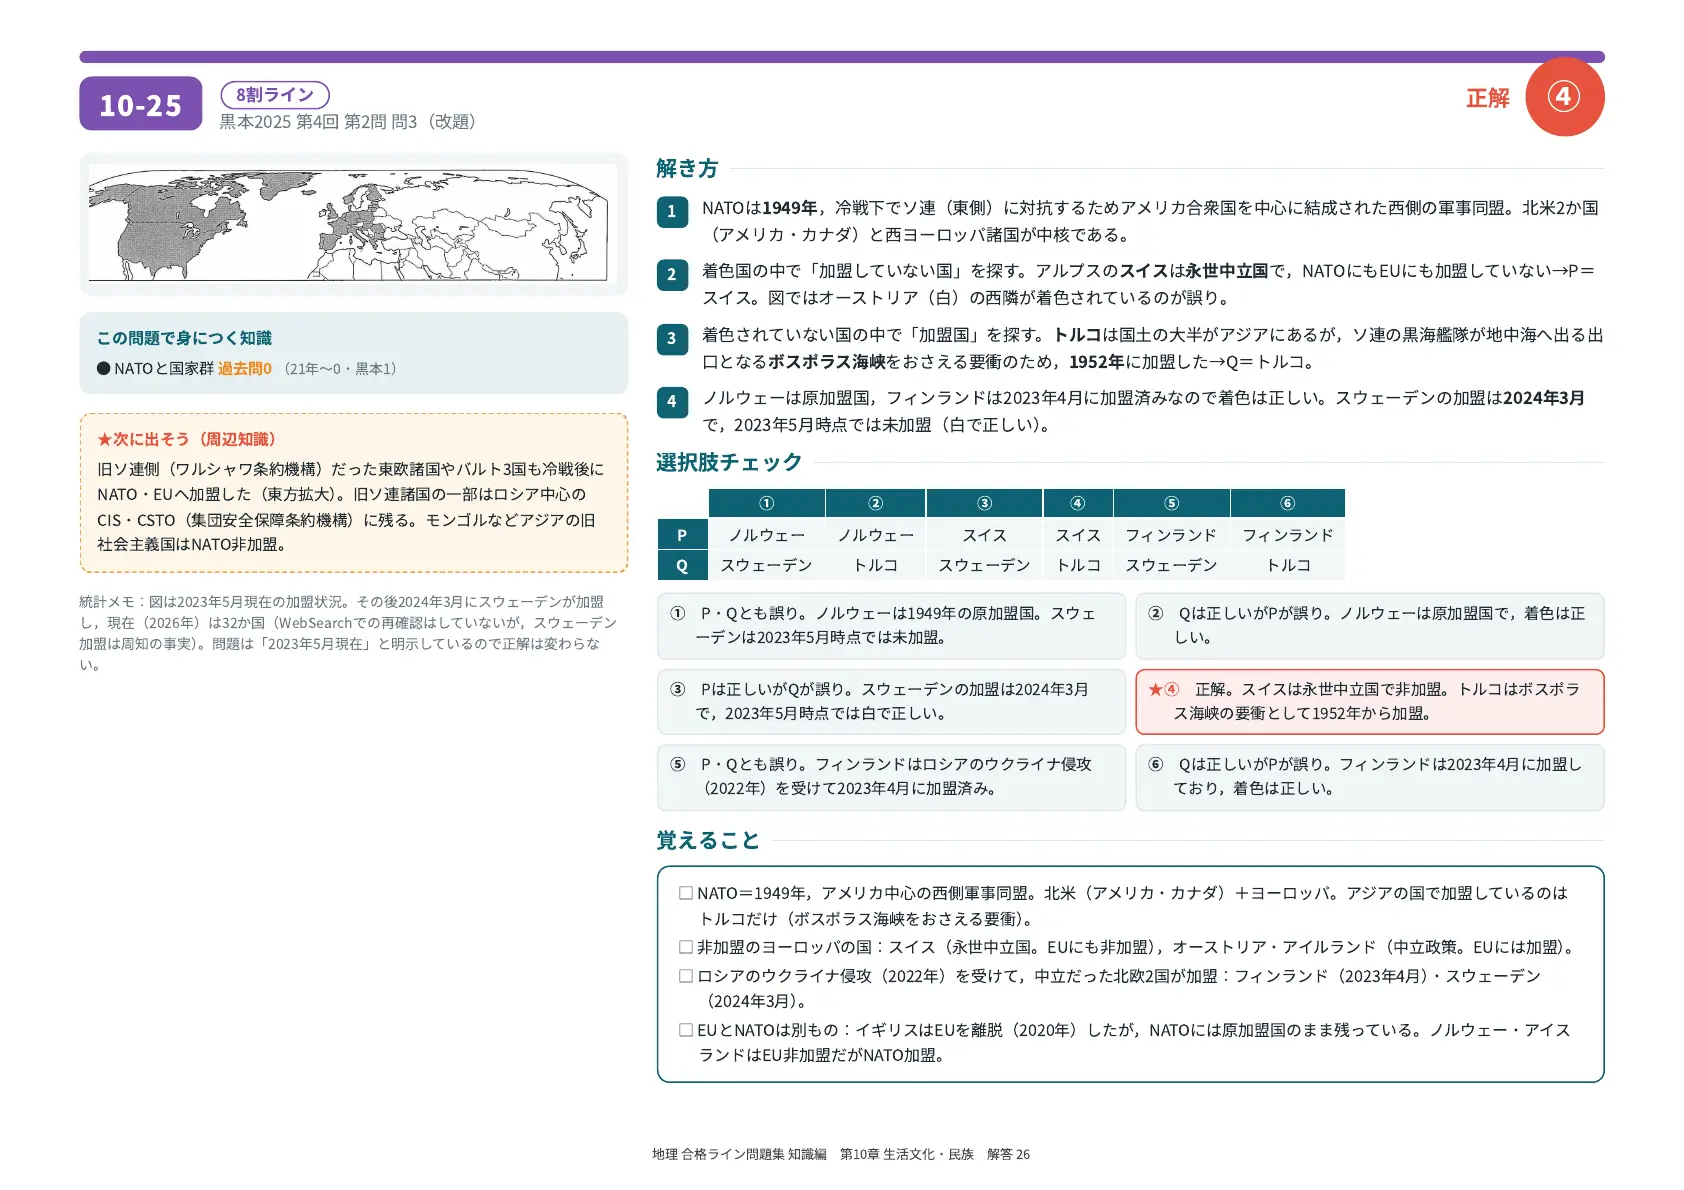 10-25
8割ライン
黒本2025 第4回 第2問 問3（改題）
正解 ④
この問題で身につく知識
● NATOと国家群 過去問0 （21年〜0・黒本1）
★次に出そう（周辺知識）
旧ソ連側（ワルシャワ条約機構）だった東欧諸国やバルト3国も冷戦後に
NATO・EUへ加盟した（東方拡大）。旧ソ連諸国の一部はロシア中心の
CIS・CSTO（集団安全保障条約機構）に残る。モンゴルなどアジアの旧
社会主義国はNATO非加盟。
統計メモ：図は2023年5月現在の加盟状況。その後2024年3月にスウェーデンが加盟
し，現在（2026年）は32か国（WebSearchでの再確認はしていないが，スウェーデン
加盟は周知の事実）。問題は「2023年5月現在」と明示しているので正解は変わらな
い。
解き方
1 NATOは1949年，冷戦下でソ連（東側）に対抗するためアメリカ合衆国を中心に結成された西側の軍事同盟。北米2か国
（アメリカ・カナダ）と西ヨーロッパ諸国が中核である。
2 着色国の中で「加盟していない国」を探す。アルプスのスイスは永世中立国で，NATOにもEUにも加盟していない→P＝
スイス。図ではオーストリア（白）の西隣が着色されているのが誤り。
3 着色されていない国の中で「加盟国」を探す。トルコは国土の大半がアジアにあるが，ソ連の黒海艦隊が地中海へ出る出
口となるボスポラス海峡をおさえる要衝のため，1952年に加盟した→Q＝トルコ。
4 ノルウェーは原加盟国，フィンランドは2023年4月に加盟済みなので着色は正しい。スウェーデンの加盟は2024年3月
で，2023年5月時点では未加盟（白で正しい）。
選択肢チェック
① ② ③ ④ ⑤ ⑥
P ノルウェー ノルウェー スイス スイス フィンランド フィンランド
Q スウェーデン トルコ スウェーデン トルコ スウェーデン トルコ
① P・Qとも誤り。ノルウェーは1949年の原加盟国。スウェ
ーデンは2023年5月時点では未加盟。
② Qは正しいがPが誤り。ノルウェーは原加盟国で，着色は正
しい。
③ Pは正しいがQが誤り。スウェーデンの加盟は2024年3月
で，2023年5月時点では白で正しい。
★④ 正解。スイスは永世中立国で非加盟。トルコはボスポラ
ス海峡の要衝として1952年から加盟。
⑤ P・Qとも誤り。フィンランドはロシアのウクライナ侵攻
（2022年）を受けて2023年4月に加盟済み。
⑥ Qは正しいがPが誤り。フィンランドは2023年4月に加盟し
ており，着色は正しい。
覚えること
□ NATO＝1949年，アメリカ中心の西側軍事同盟。北米（アメリカ・カナダ）＋ヨーロッパ。アジアの国で加盟しているのは
トルコだけ（ボスポラス海峡をおさえる要衝）。
□ 非加盟のヨーロッパの国：スイス（永世中立国。EUにも非加盟），オーストリア・アイルランド（中立政策。EUには加盟）。
□ ロシアのウクライナ侵攻（2022年）を受けて，中立だった北欧2国が加盟：フィンランド（2023年4月）・スウェーデン
（2024年3月）。
□ EUとNATOは別もの：イギリスはEUを離脱（2020年）したが，NATOには原加盟国のまま残っている。ノルウェー・アイス
ランドはEU非加盟だがNATO加盟。
地理 合格ライン問題集 知識編　第10章 生活文化・民族　解答 26